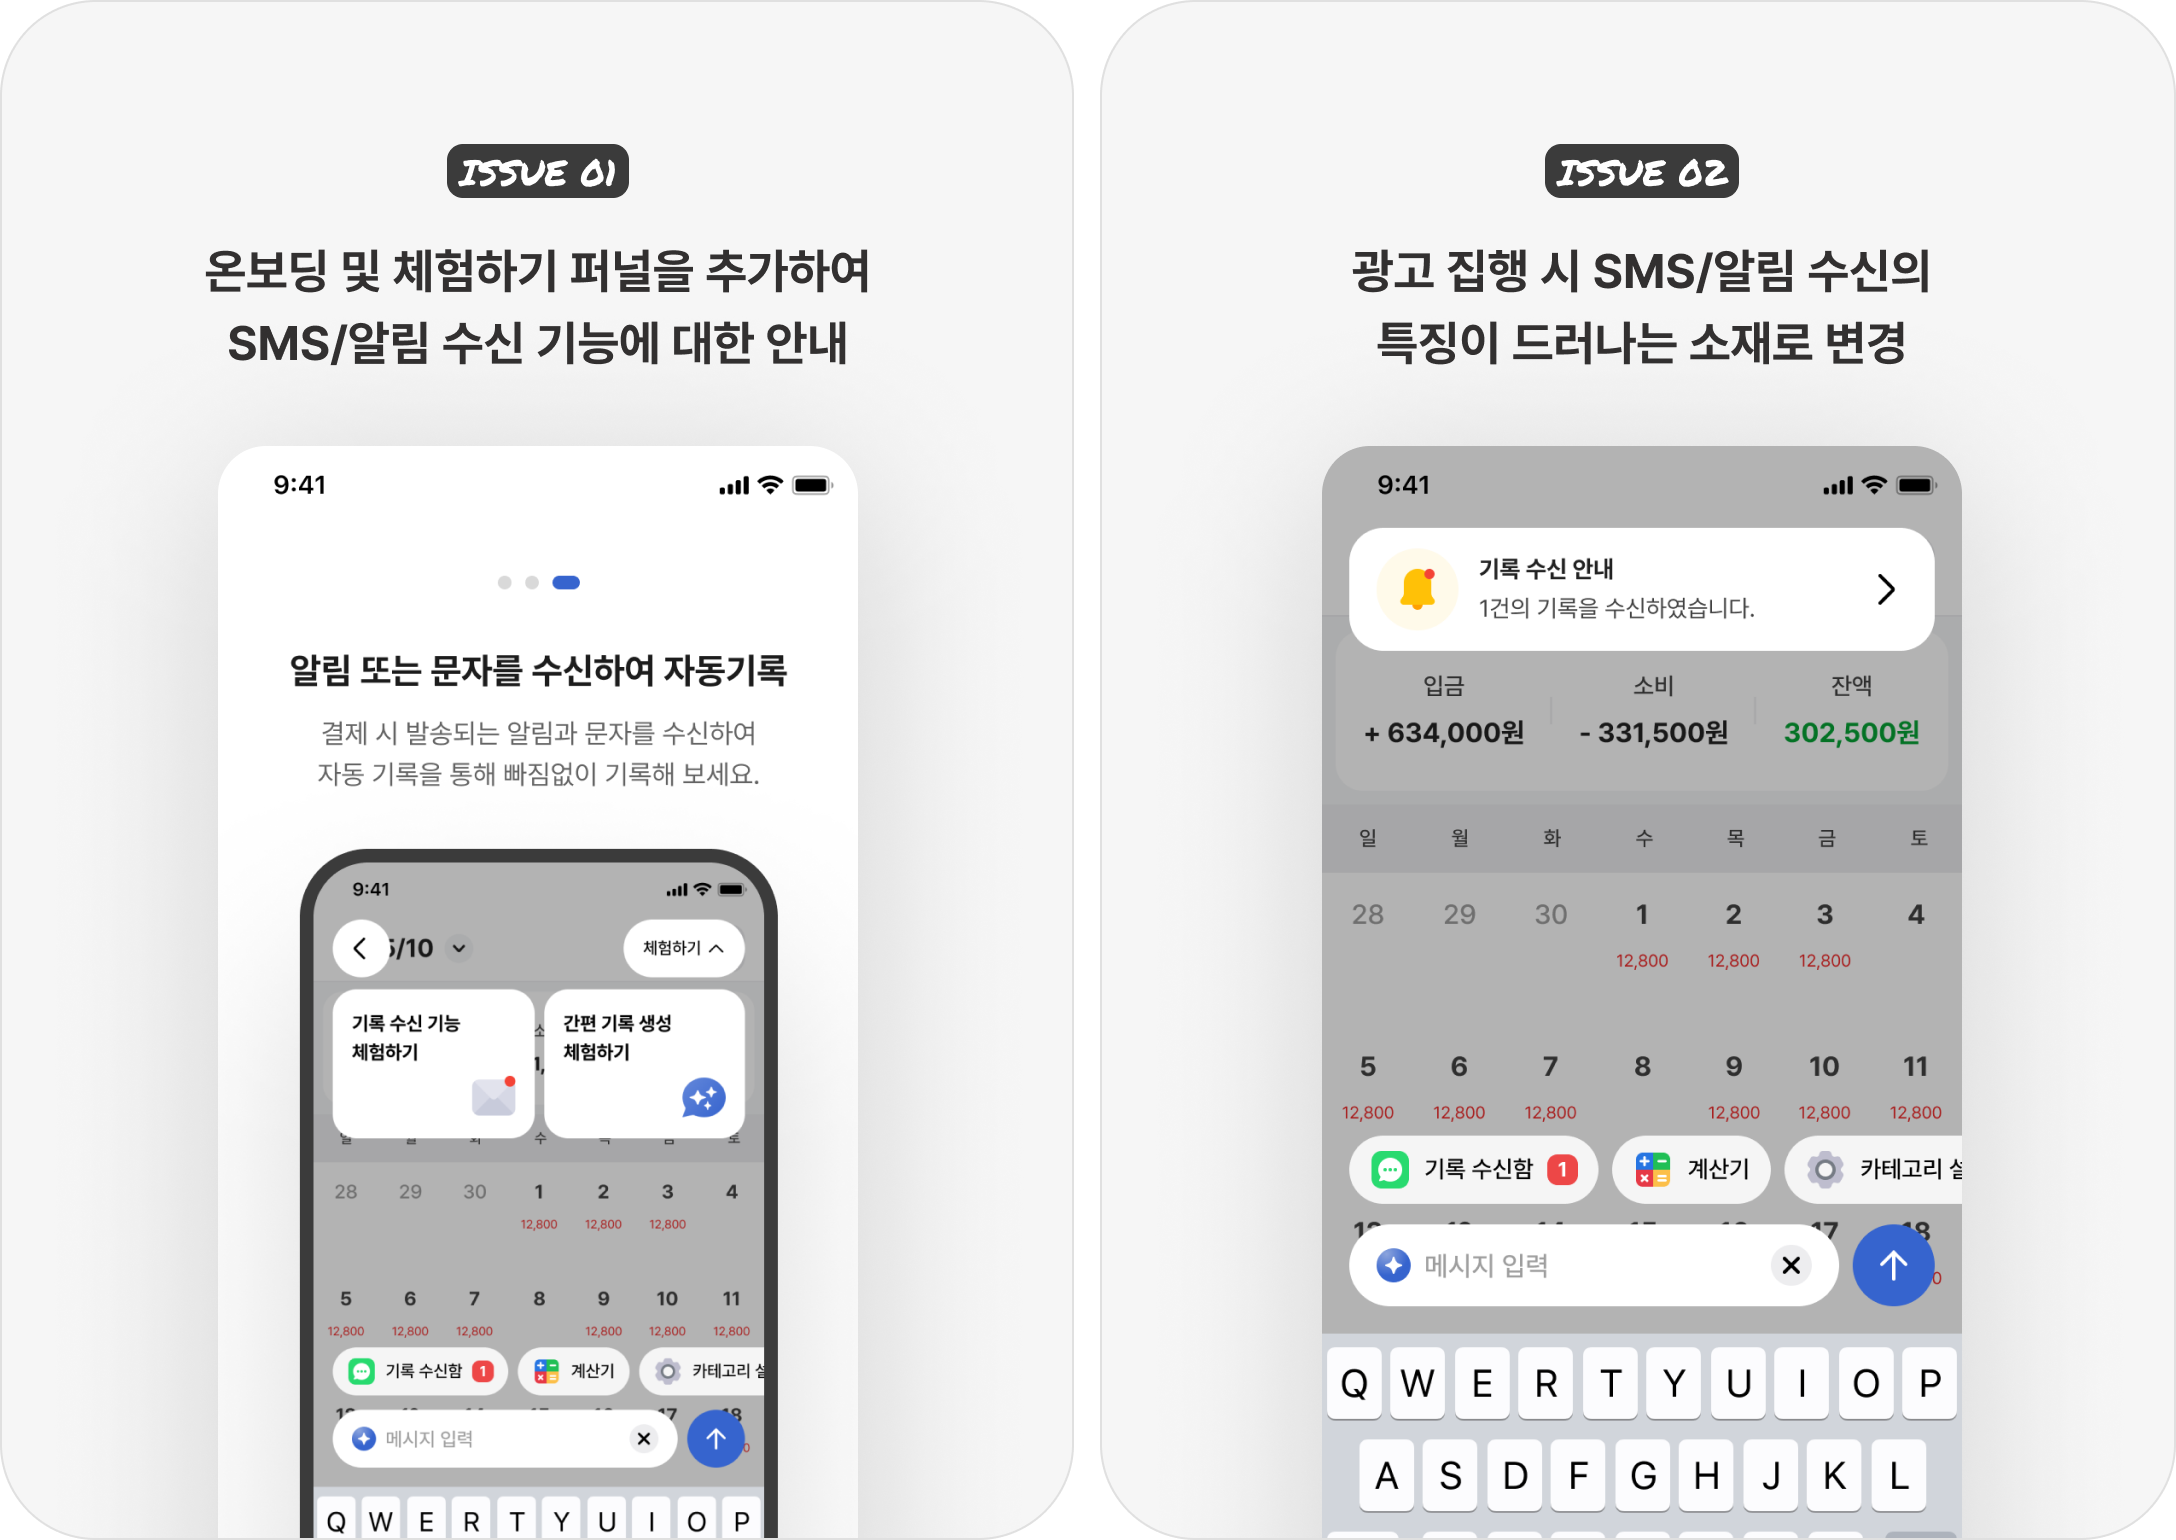 ISSUE 01
온보딩 및 체험하기 퍼널을 추가하여
SMS/알림 수신 기능에 대한 안내
9:41
알림 또는 문자를 수신하여 자동기록
결제 시 발송되는 알림과 문자를 수신하여
자동 기록을 통해 빠짐없이 기록해 보세요.
9:41
5/10
체험하기
기록 수신 기능
체험하기
간편 기록 생성
체험하기
28 29 30 1 2 3 4
12,800 12,800 12,800
5 6 7 8 9 10 11
12,800 12,800 12,800 12,800 12,800 12,800
기록 수신함 1 계산기 카테고리
17 18
메시지 입력
Q W E R T Y U I O P
ISSUE 02
광고 집행 시 SMS/알림 수신의
특징이 드러나는 소재로 변경
9:41
기록 수신 안내
1건의 기록을 수신하였습니다.
입금 소비 잔액
+ 634,000원 - 331,500원 302,500원
일 월 화 수 목 금 토
28 29 30 1 2 3 4
12,800 12,800 12,800
5 6 7 8 9 10 11
12,800 12,800 12,800 12,800 12,800 12,800
기록 수신함 1 계산기 카테고리
17 18
메시지 입력
Q W E R T Y U I O P
A S D F G H J K L